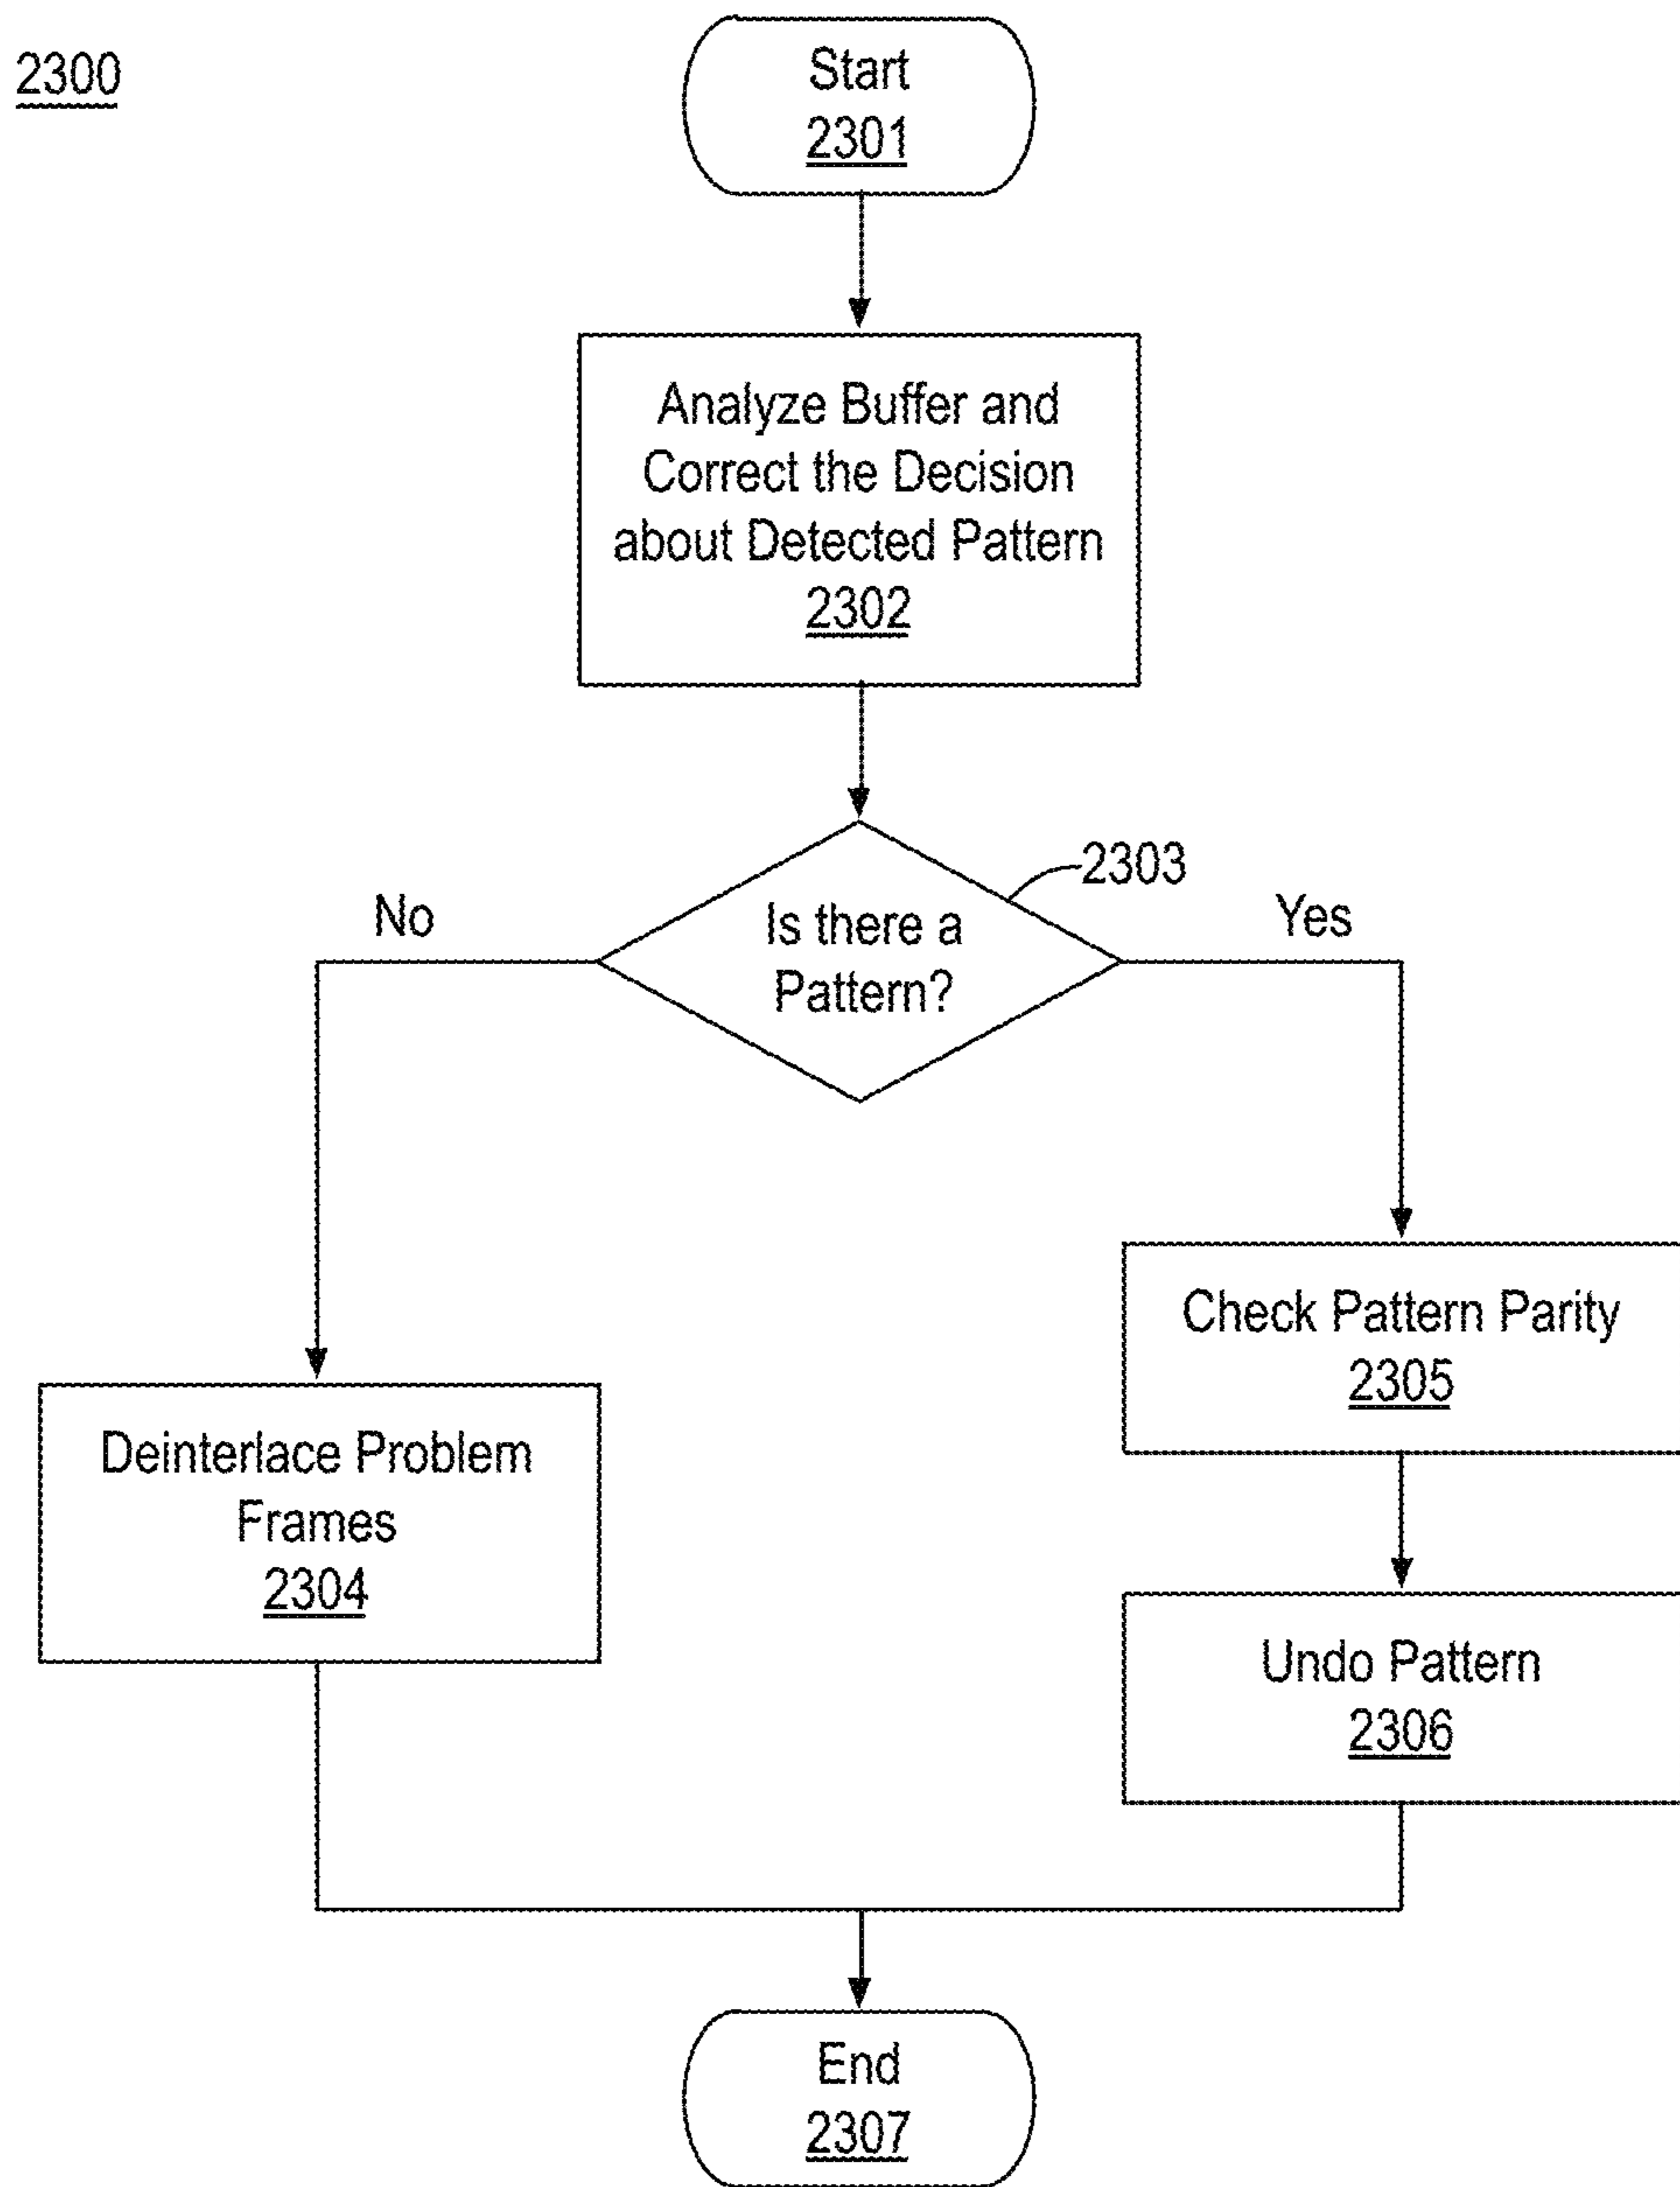 2300
Start
2301
Analyze Buffer and
Correct the Decision
about Detected Pattern
2302
2303
No
Is there a
Yes
Pattern?
Check Pattern Parity
2305
Deinterlace Problem
Frames
2304
Undo Pattern
2306
End
2307